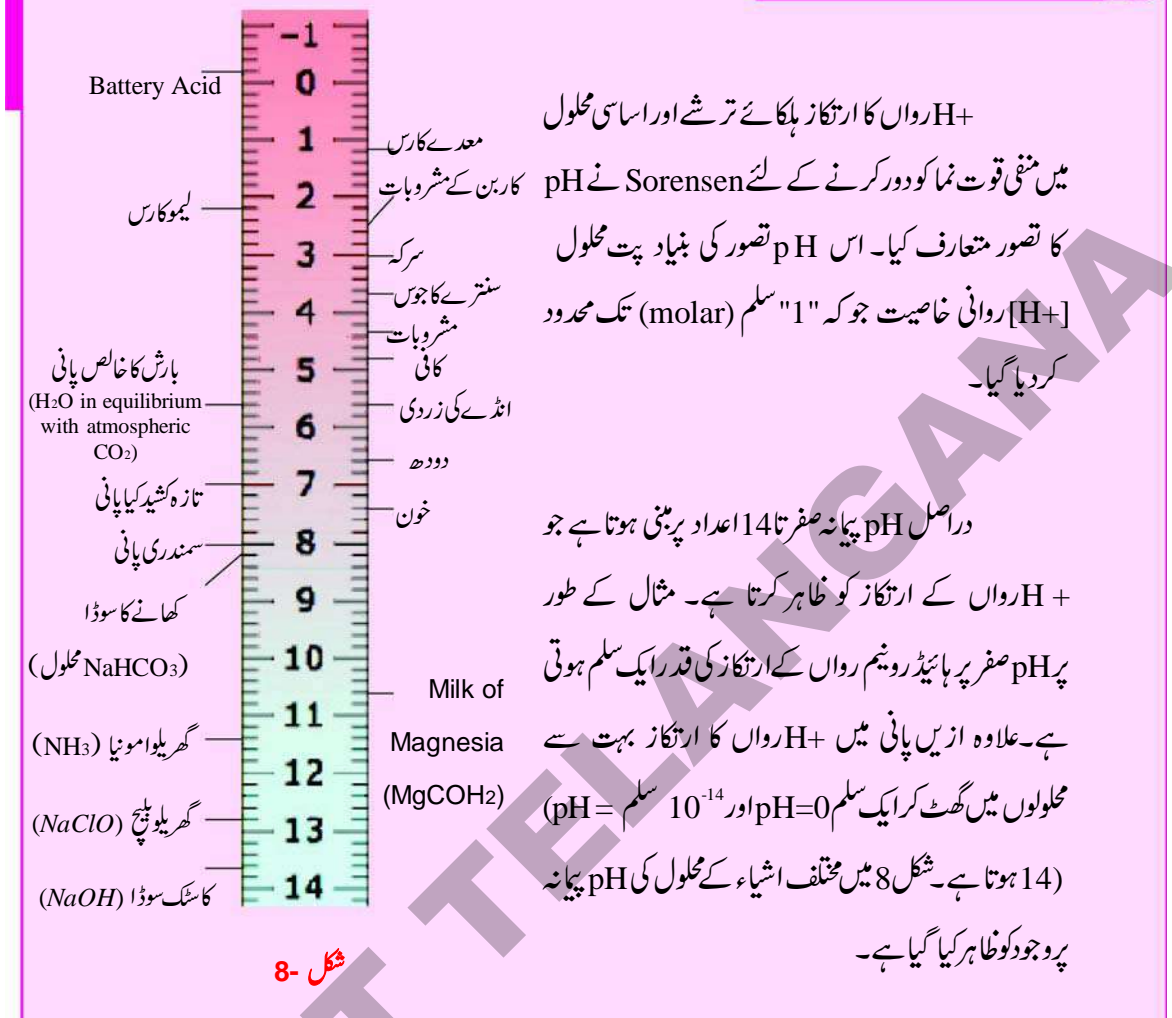 +H رواں کا ارتکاز ہلکائے ترشے اور اساسی محلول
میں منفی قوت نما کو دور کرنے کے لئے Sorensen نے pH
کا تصور متعارف کیا۔ اس p H تصور کی بنیاد پت محلول
[H+] روانی خاصیت جو کہ "1" سلم (molar) تک محدود
کردیا گیا۔
دراصل pH پیمانہ صفر تا 14 اعداد پر مبنی ہوتا ہے جو
+ H رواں کے ارتکاز کو ظاہر کرتا ہے۔ مثال کے طور
پر pH صفر پر ہائیڈرونیم رواں کے ارتکاز کی قدر ایک سلم ہوتی
ہے۔ علاوہ ازیں پانی میں +H رواں کا ارتکاز بہت سے
محلولوں میں گھٹ کر ایک سلم pH=0 اور 10⁻¹⁴ سلم = pH)
(14 ہوتا ہے۔ شکل 8 میں مختلف اشیاء کے محلول کی pH پیمانہ
پر وجود کو ظاہر کیا گیا ہے۔
معدے کا رس
کاربن کے مشروبات
سرکہ
سنترے کا جوس
مشروبات
کافی
انڈے کی زردی
دودھ
خون
Milk of
Magnesia
(MgCOH2)
-1
0
1
2
3
4
5
6
7
8
9
10
11
12
13
14
Battery Acid
لیمو کا رس
بارش کا خالص پانی
(H2O in equilibrium
with atmospheric
CO2)
تازہ کشید کیا پانی
سمندری پانی
کھانے کا سوڈا
(NaHCO3 محلول)
گھریلو امونیا (NH3)
گھریلو بلیچ (NaClO)
کاسٹک سوڈا (NaOH)
شکل -8
T TELANGANA